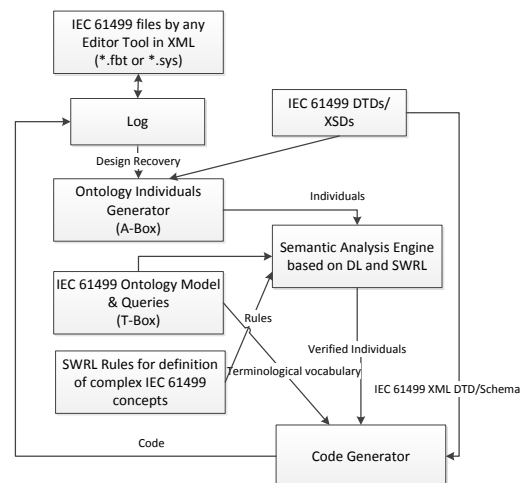 IEC 61499 files by any
Editor Tool in XML
(*.fbt or *.sys)
Log
IEC 61499 DTDs/
XSDs
Design Recovery
Ontology Individuals
Generator
(A-Box)
Individuals
Semantic Analysis Engine
based on DL and SWRL
IEC 61499 Ontology Model
& Queries
(T-Box)
Rules
Verified Individuals
SWRL Rules for definition
of complex IEC 61499
concepts
Terminological vocabulary
IEC 61499 XML DTD/Schema
Code
Code Generator